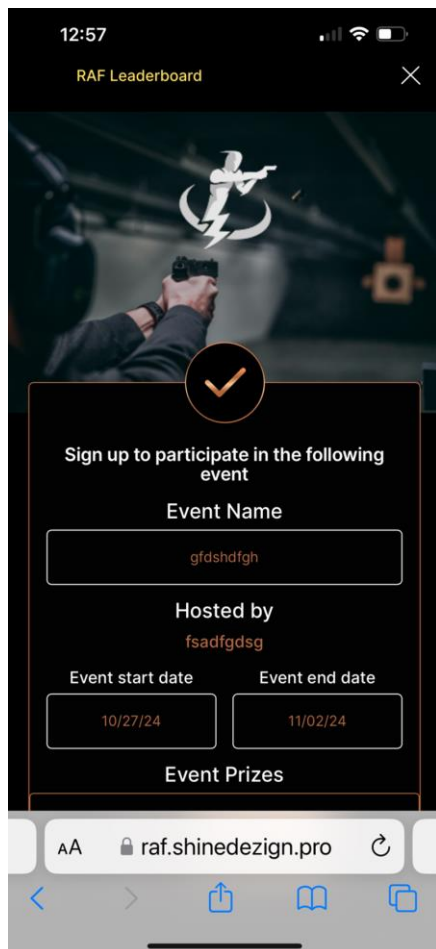 12:57
RAF Leaderboard
Sign up to participate in the following
event
Event Name
gfdshdfgh
Hosted by
fsadfgdsg
Event start date
Event end date
10/27/24
11/02/24
Event Prizes
AA
raf.shinedezign.pro